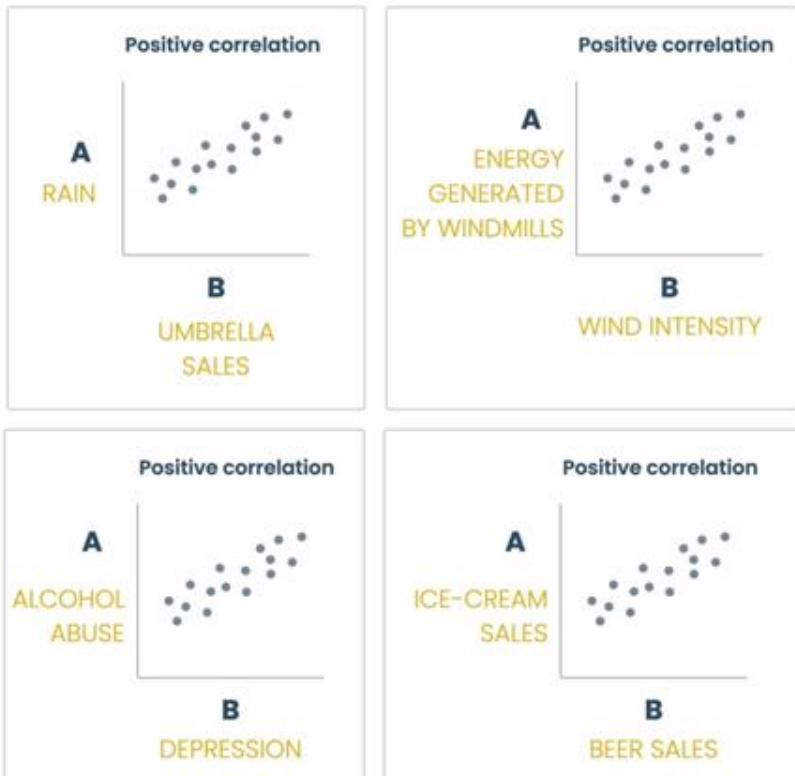 Positive correlation
A
RAIN
B
UMBRELLA
SALES
Positive correlation
A
ENERGY
GENERATED
BY WINDMILLS
B
WIND INTENSITY
Positive correlation
A
ALCOHOL
ABUSE
B
DEPRESSION
Positive correlation
A
ICE-CREAM
SALES
B
BEER SALES